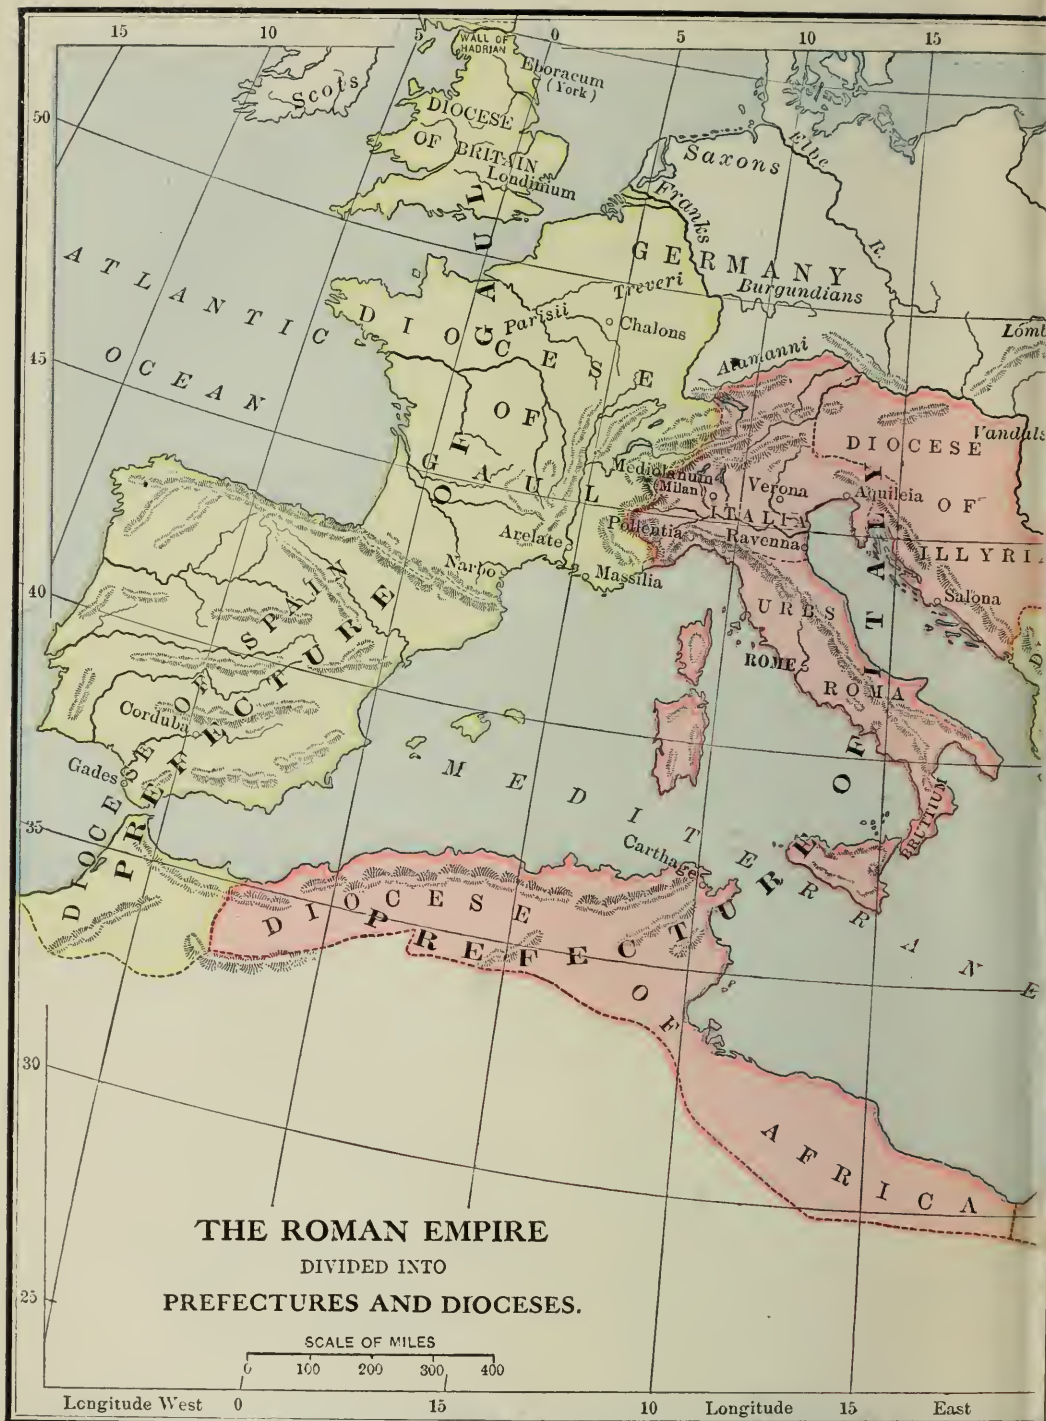 15 10 5 0 5 10 15
WALL OF
HADRIAN
Eboracum
(York)
Scots
DIOCESE
OF BRITAIN
Londinium
50
Saxons
Elbe
R.
Franks
GERMANY
Treveri
Burgundians
ATLANTIC
OCEAN
DIOCESE
OF
GAUL
Parisii
Chalons
Alamanni
Lomb
45
Vandals
DIOCESE
OF
ILLYRI
Mediolanum
(Milan)
Verona
Aquileia
ITALIA
Pollentia
Ravenna
Arelate
Narbo
Massilia
Salona
40
PREFECTURE OF GAUL
DIOCESE OF SPAIN
URBS
ROMA
ROME
D
Corduba
Gades
MEDITERRANE
BRUTTIUM
35
Carthage
PREFECTURE OF ITALY
DIOCESE
OF
AFRICA
30
THE ROMAN EMPIRE
DIVIDED INTO
PREFECTURES AND DIOCESES.
SCALE OF MILES
0 100 200 300 400
25
Longitude West 0 15 10 Longitude 15 East